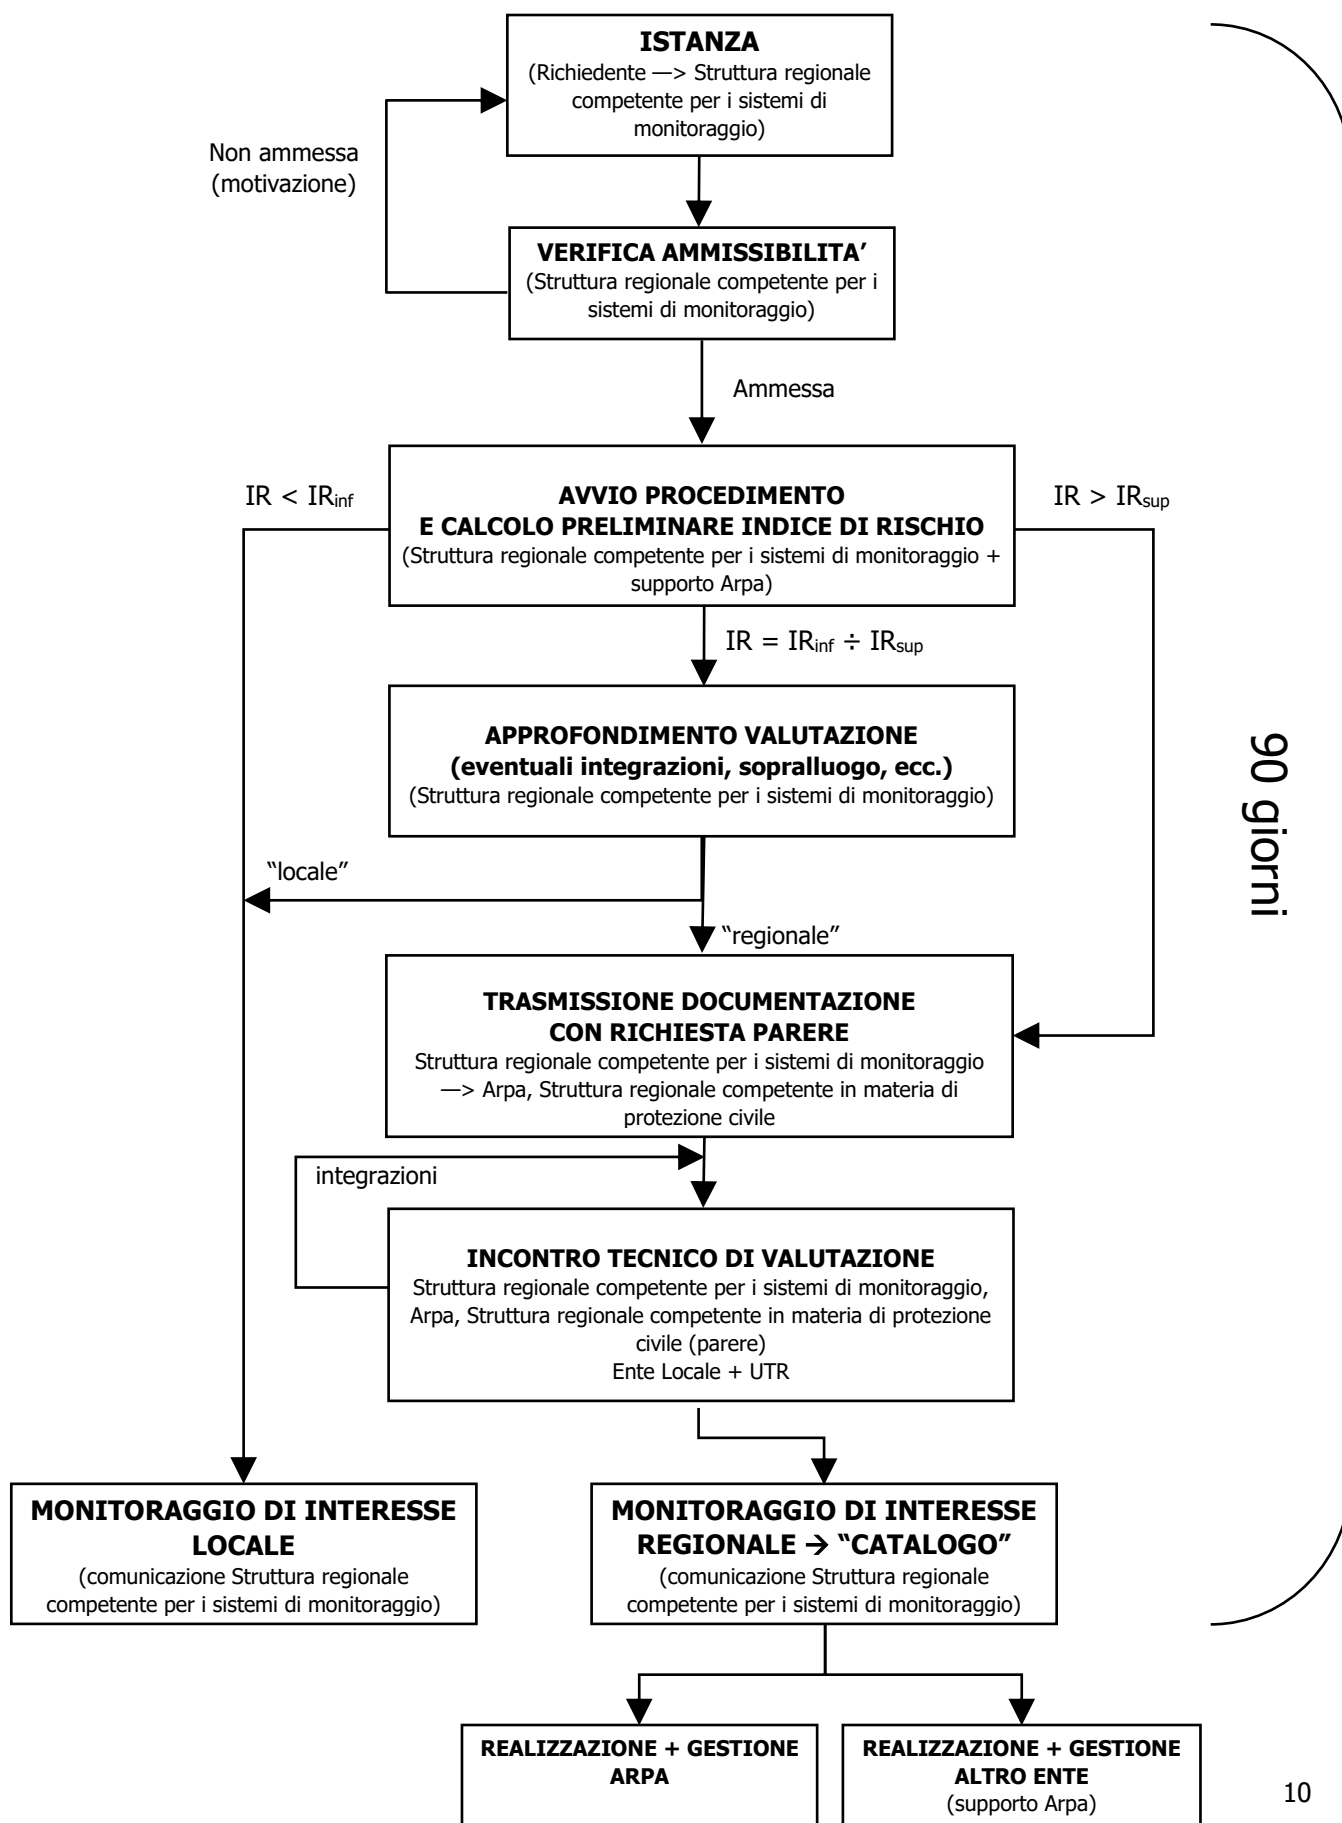 ISTANZA
(Richiedente —> Struttura regionale
competente per i sistemi di
monitoraggio)
Non ammessa
(motivazione)
VERIFICA AMMISSIBILITA’
(Struttura regionale competente per i
sistemi di monitoraggio)
Ammessa
IR < IRinf
AVVIO PROCEDIMENTO
E CALCOLO PRELIMINARE INDICE DI RISCHIO
(Struttura regionale competente per i sistemi di monitoraggio +
supporto Arpa)
IR > IRsup
IR = IRinf ÷ IRsup
APPROFONDIMENTO VALUTAZIONE
(eventuali integrazioni, sopralluogo, ecc.)
(Struttura regionale competente per i sistemi di monitoraggio)
90 giorni
“locale”
“regionale”
TRASMISSIONE DOCUMENTAZIONE
CON RICHIESTA PARERE
Struttura regionale competente per i sistemi di monitoraggio
—> Arpa, Struttura regionale competente in materia di
protezione civile
integrazioni
INCONTRO TECNICO DI VALUTAZIONE
Struttura regionale competente per i sistemi di monitoraggio,
Arpa, Struttura regionale competente in materia di protezione
civile (parere)
Ente Locale + UTR
MONITORAGGIO DI INTERESSE
LOCALE
(comunicazione Struttura regionale
competente per i sistemi di monitoraggio)
MONITORAGGIO DI INTERESSE
REGIONALE → “CATALOGO”
(comunicazione Struttura regionale
competente per i sistemi di monitoraggio)
REALIZZAZIONE + GESTIONE
ARPA
REALIZZAZIONE + GESTIONE
ALTRO ENTE
(supporto Arpa)
10